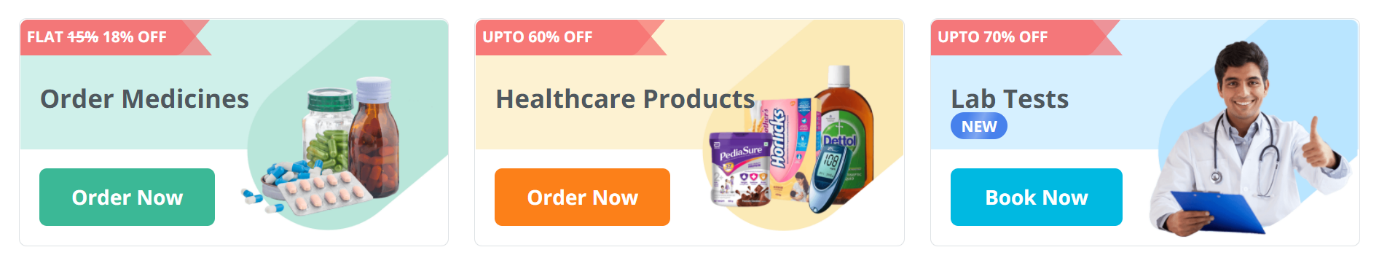 FLAT 15% 18% OFF
Order Medicines
Order Now
UPTO 60% OFF
Healthcare Products
PediaSure
Horlicks
Dettol
108
Order Now
UPTO 70% OFF
Lab Tests
NEW
Book Now